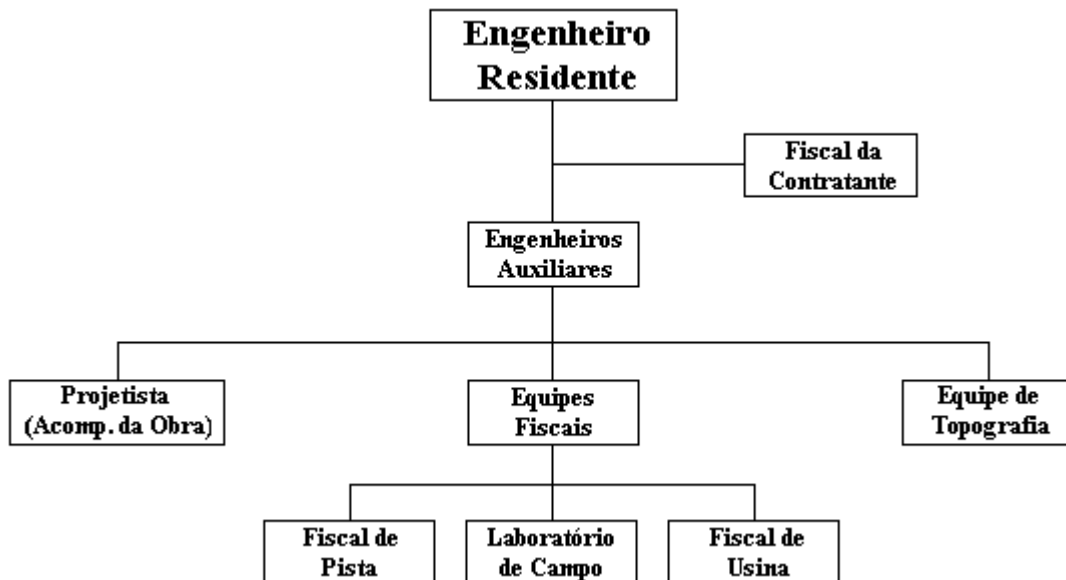 Engenheiro
Residente
Fiscal da
Contratante
Engenheiros
Auxiliares
Projetista
(Acomp. da Obra)
Equipes
Fiscais
Equipe de
Topografia
Fiscal de
Pista
Laboratório
de Campo
Fiscal de
Usina